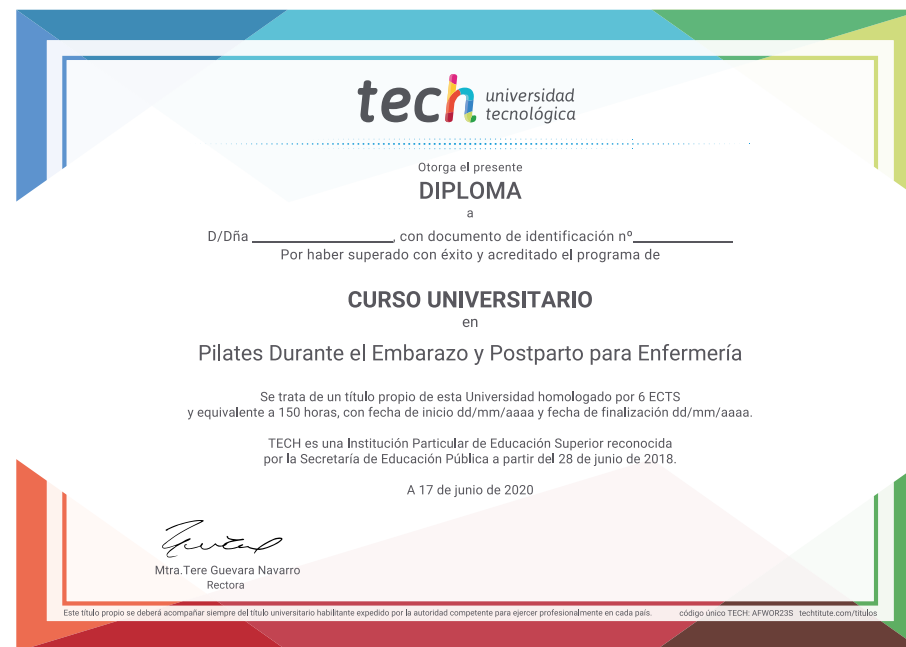 tech universidad
tecnológica
Otorga el presente
DIPLOMA
a
D/Dña ____________________, con documento de identificación nº______________
Por haber superado con éxito y acreditado el programa de
CURSO UNIVERSITARIO
en
Pilates Durante el Embarazo y Postparto para Enfermería
Se trata de un título propio de esta Universidad homologado por 6 ECTS
y equivalente a 150 horas, con fecha de inicio dd/mm/aaaa y fecha de finalización dd/mm/aaaa.
TECH es una Institución Particular de Educación Superior reconocida
por la Secretaría de Educación Pública a partir del 28 de junio de 2018.
A 17 de junio de 2020
Mtra.Tere Guevara Navarro
Rectora
Este título propio se deberá acompañar siempre del título universitario habilitante expedido por la autoridad competente para ejercer profesionalmente en cada país. código único TECH: AFWOR23S techtitute.com/titulos